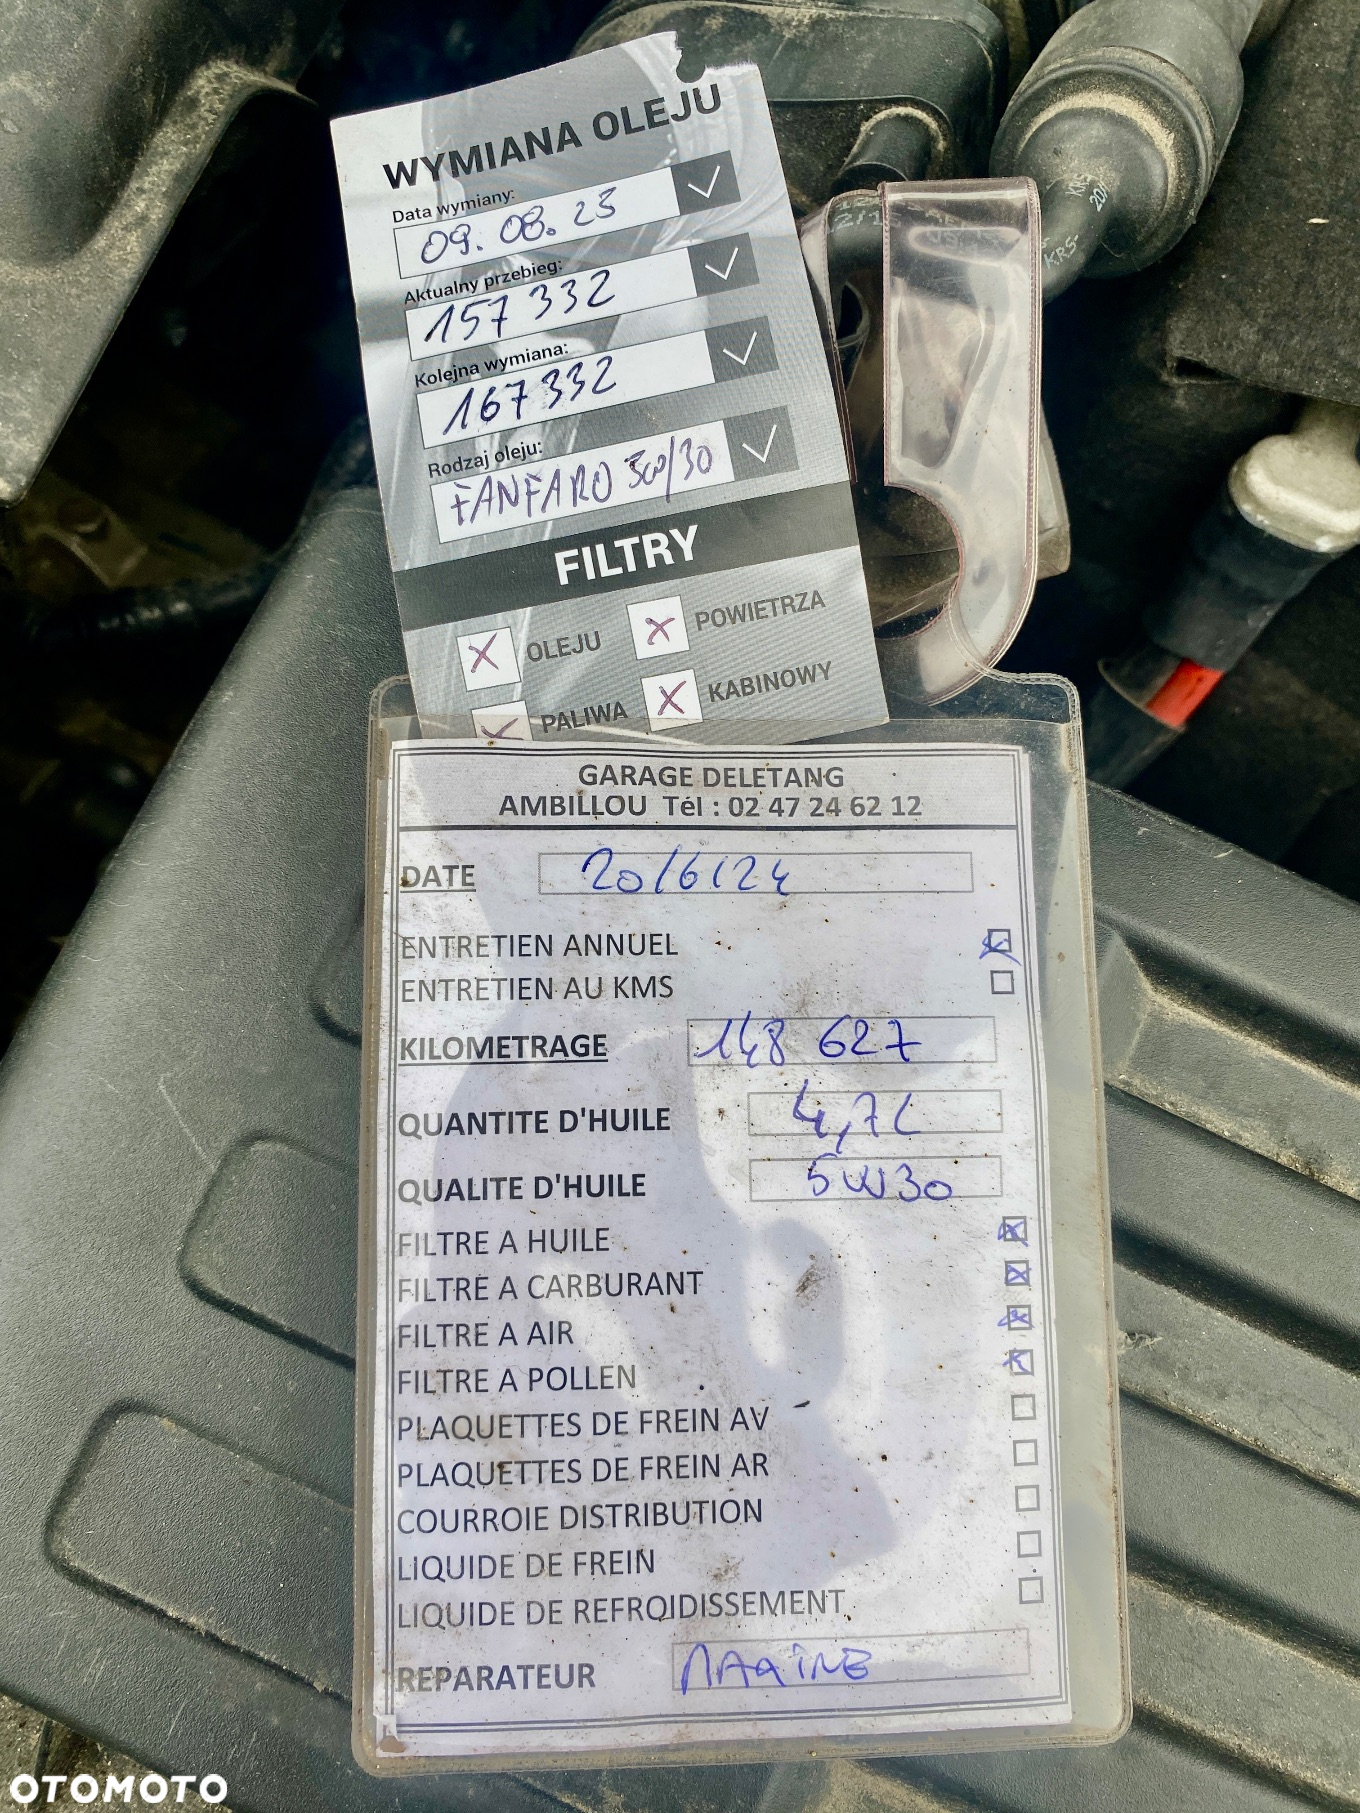 WYMIANA OLEJU
Data wymiany:
09.08.25
Aktualny przebieg:
157 332
Kolejna wymiana:
167 332
Rodzaj oleju:
FANFARO 5W/30
FILTRY
OLEJU
POWIETRZA
PALIWA
KABINOWY
GARAGE DELETANG
AMBILLOU Tél : 02 47 24 62 12
DATE 20/6/24
ENTRETIEN ANNUEL
ENTRETIEN AU KMS
KILOMETRAGE 148 627
QUANTITE D'HUILE 4,7L
QUALITE D'HUILE 5W30
FILTRE A HUILE
FILTRE A CARBURANT
FILTRE A AIR
FILTRE A POLLEN
PLAQUETTES DE FREIN AV
PLAQUETTES DE FREIN AR
COURROIE DISTRIBUTION
LIQUIDE DE FREIN
LIQUIDE DE REFROIDISSEMENT
REPARATEUR
OTOMOTO